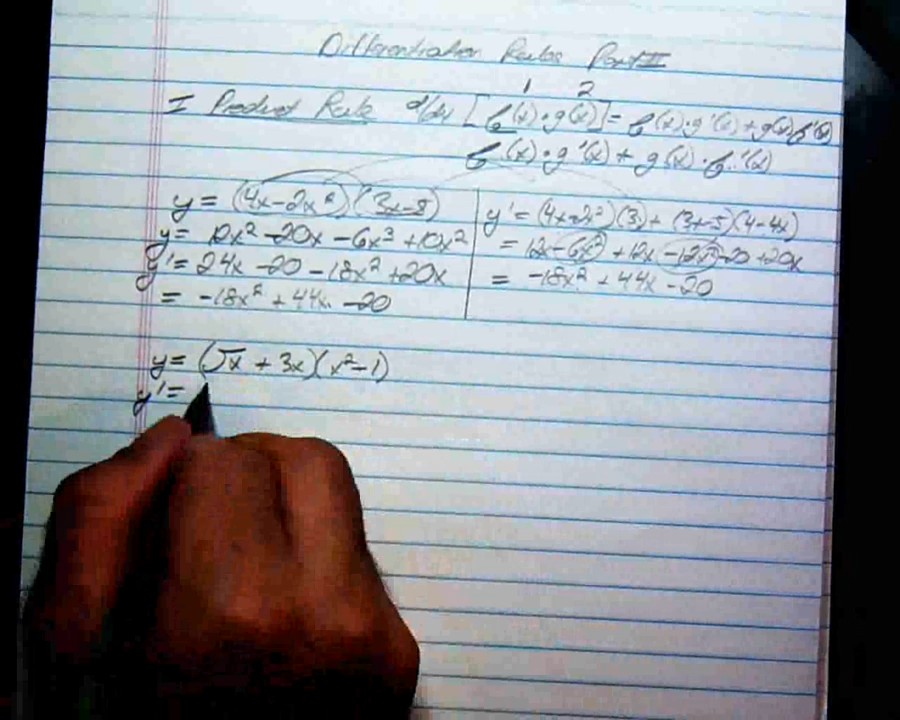 Differentiation Rules Part II
1 2
I Product Rule d/dx [f(x)·g(x)] = f(x)·g'(x) + g(x)f'(x)
f(x)·g'(x) + g(x)·f'(x)
y = (4x-2x²)(3x-5)
y = 12x² -20x -6x³ +10x²
y' = 24x -20 -18x² +20x
= -18x² + 44x -20
y' = (4x-2x²)(3) + (3x-5)(4-4x)
= 12x -6x² +12x -12x² -20 +20x
= -18x² + 44x -20
y = (√x + 3x)(x²-1)
y' =